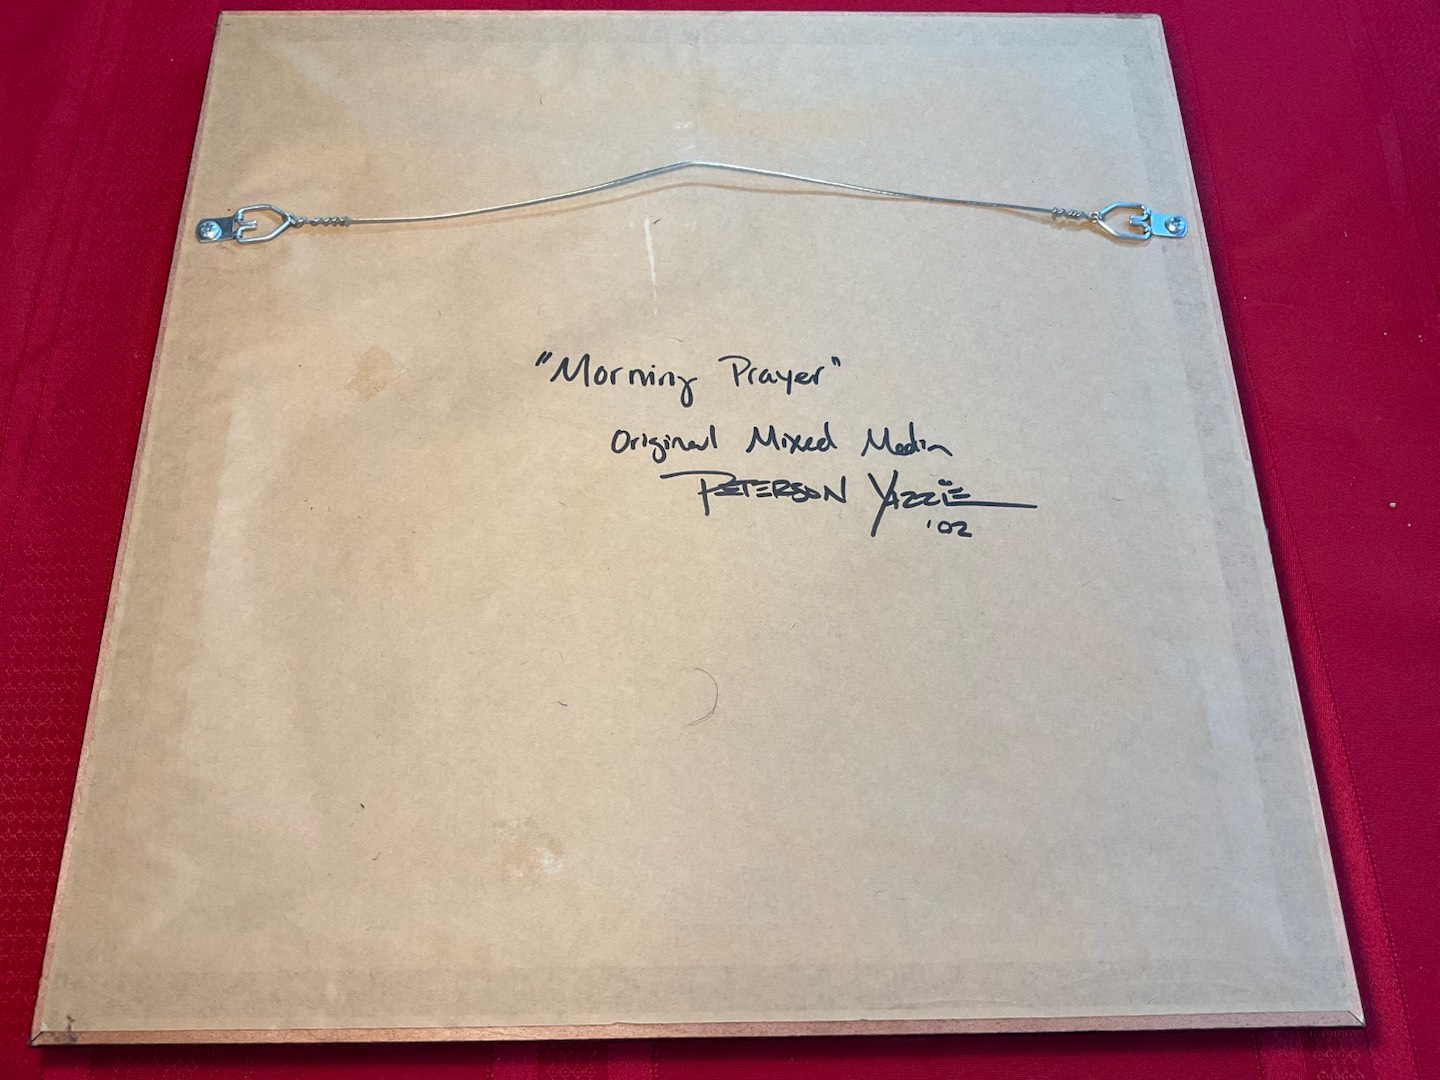 "Morning Prayer"
Original Mixed Media
PETERSON YAZZIE
'02